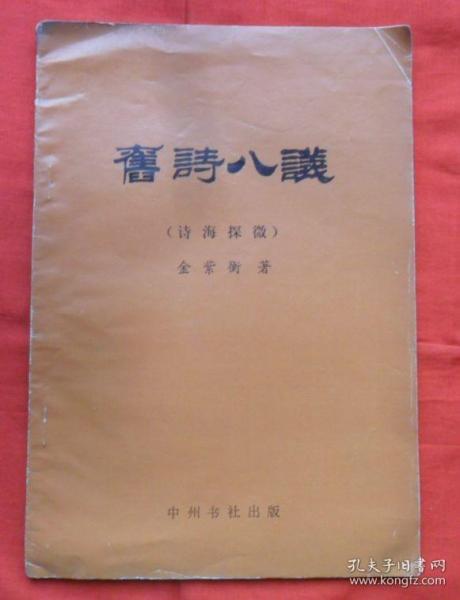 舊詩八議
（诗海探微）
金紫衡 著
中州书社出版
孔夫子旧书网
www.kongfz.com